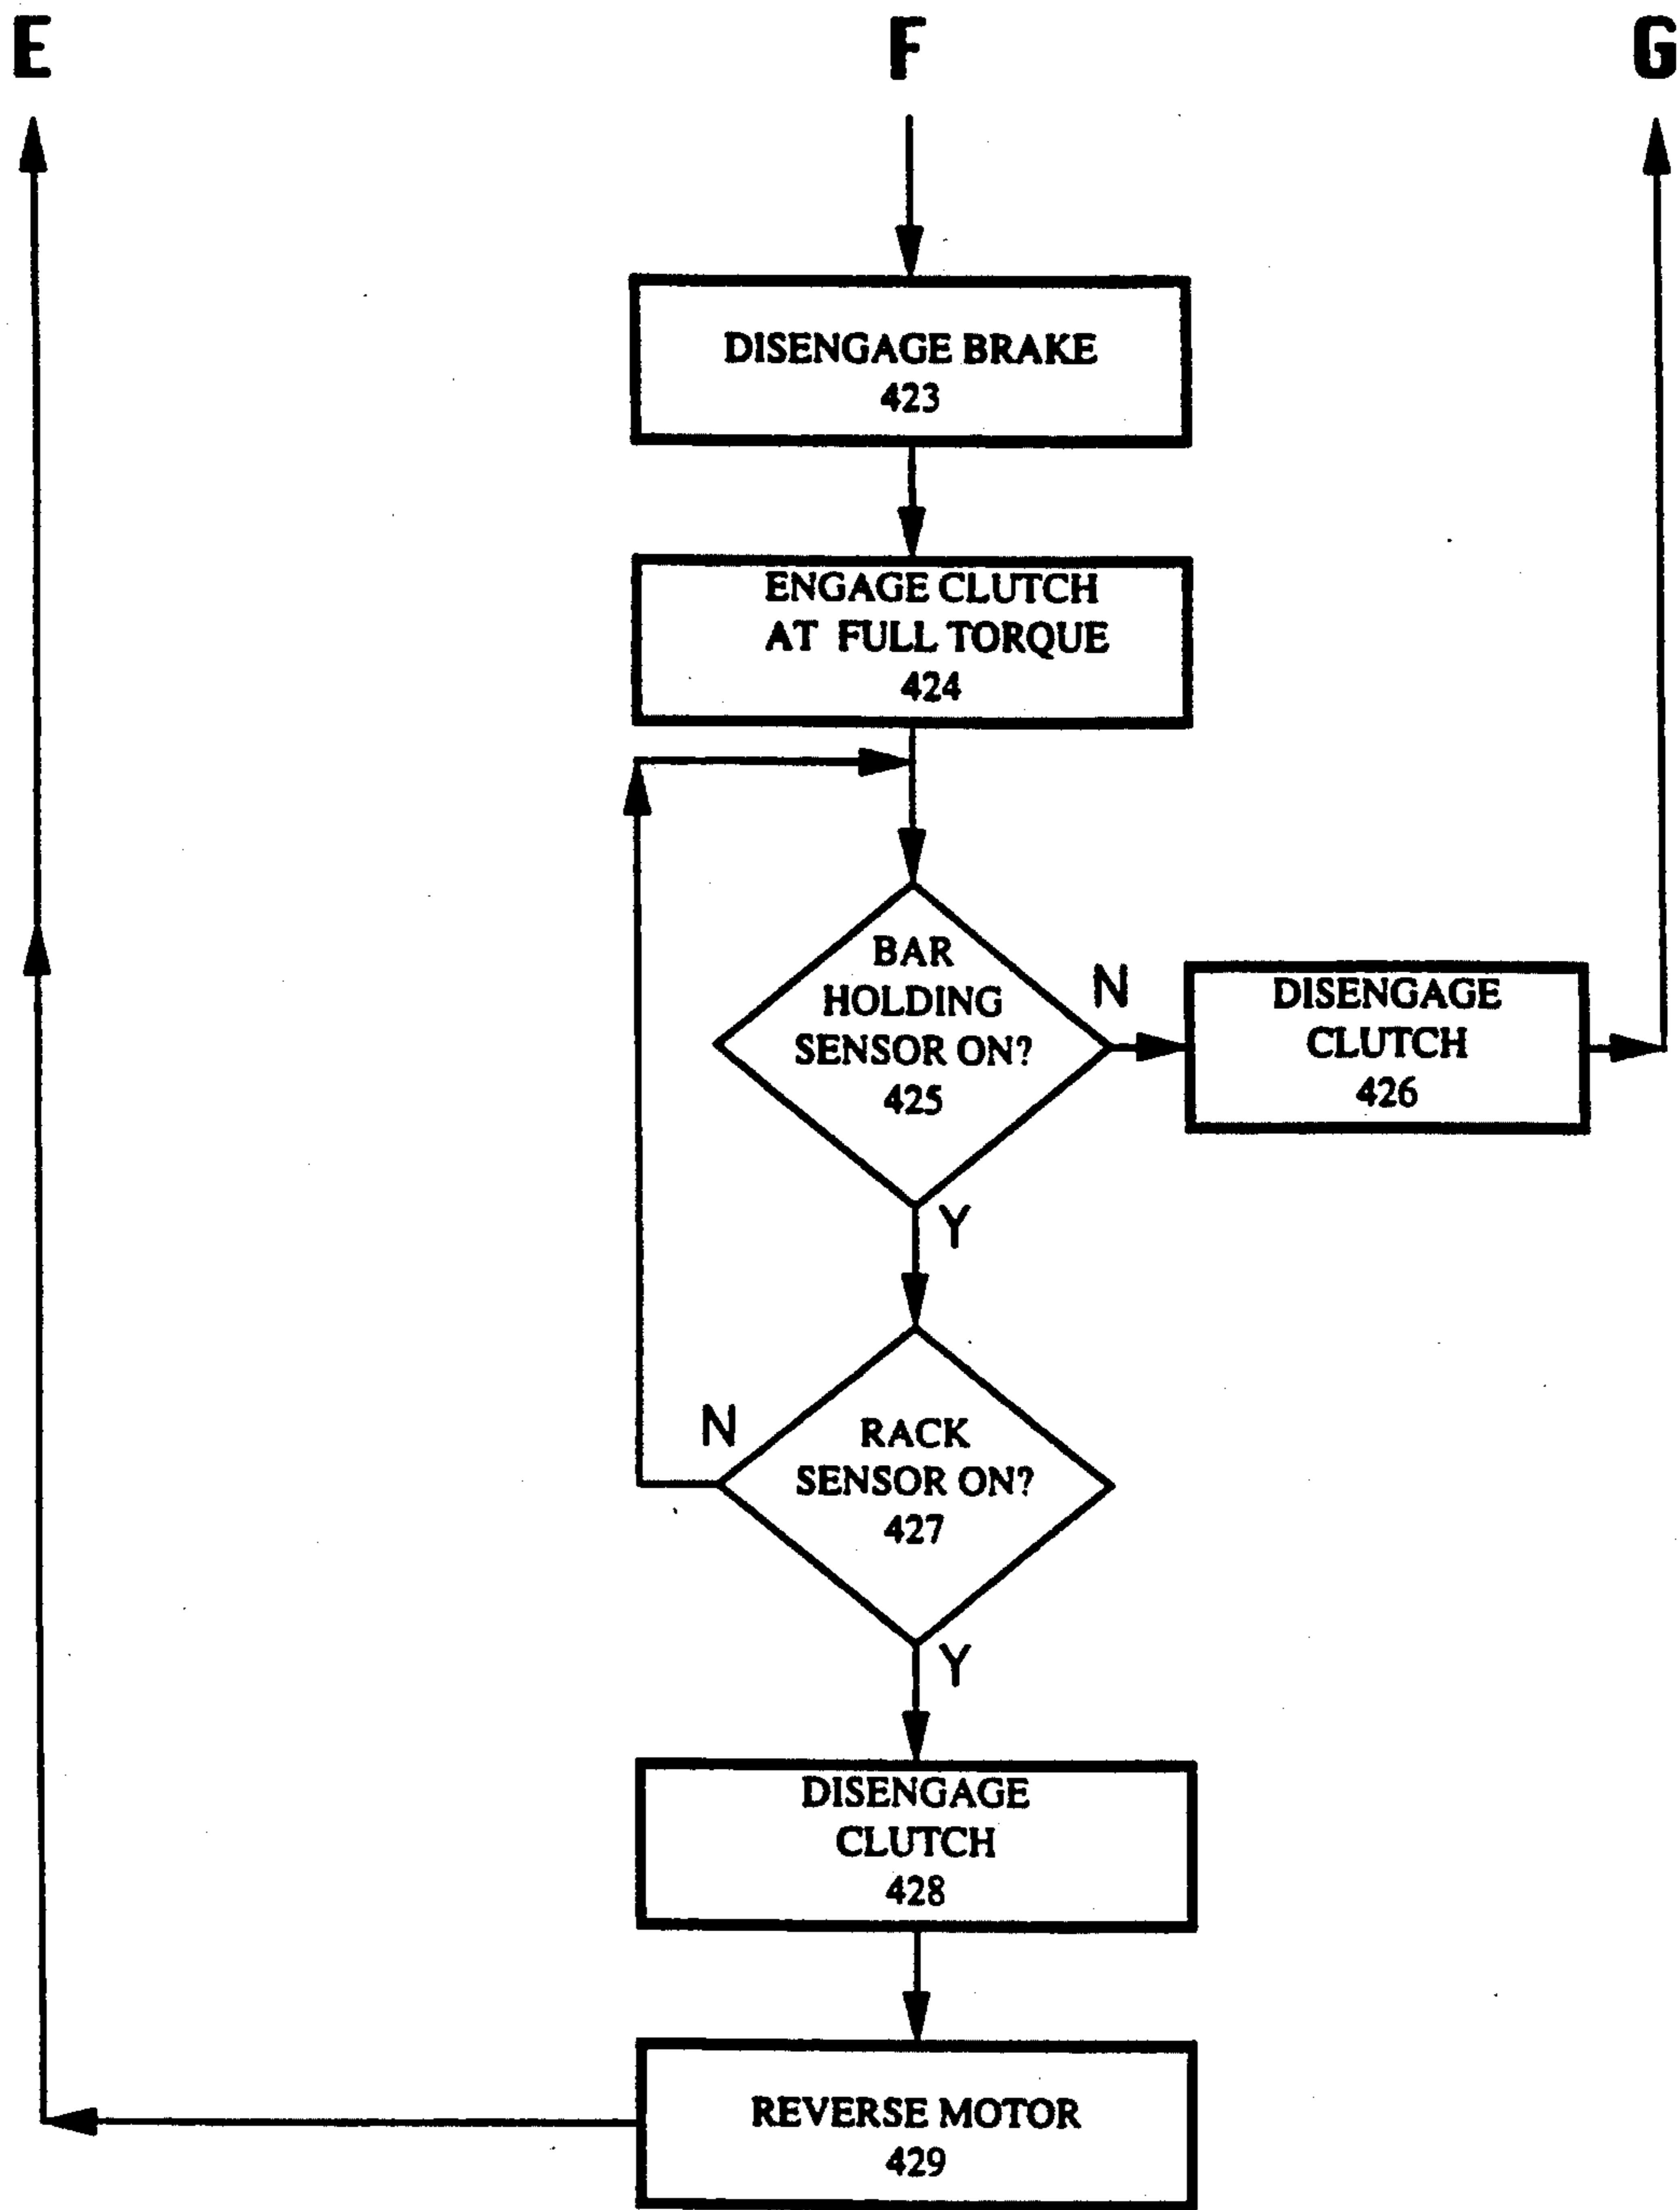 E
F
G
DISENGAGE BRAKE
423
ENGAGE CLUTCH
AT FULL TORQUE
424
BAR
HOLDING
SENSOR ON?
425
N
DISENGAGE
CLUTCH
426
Y
N
RACK
SENSOR ON?
427
Y
DISENGAGE
CLUTCH
428
REVERSE MOTOR
429